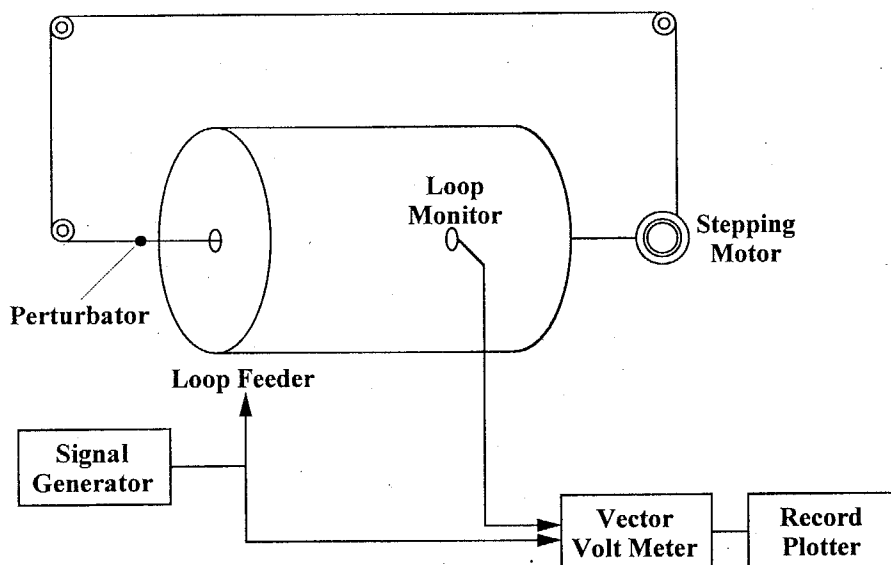 Loop
Monitor
Stepping
Motor
Perturbator
Loop Feeder
Signal
Generator
Vector
Volt Meter
Record
Plotter